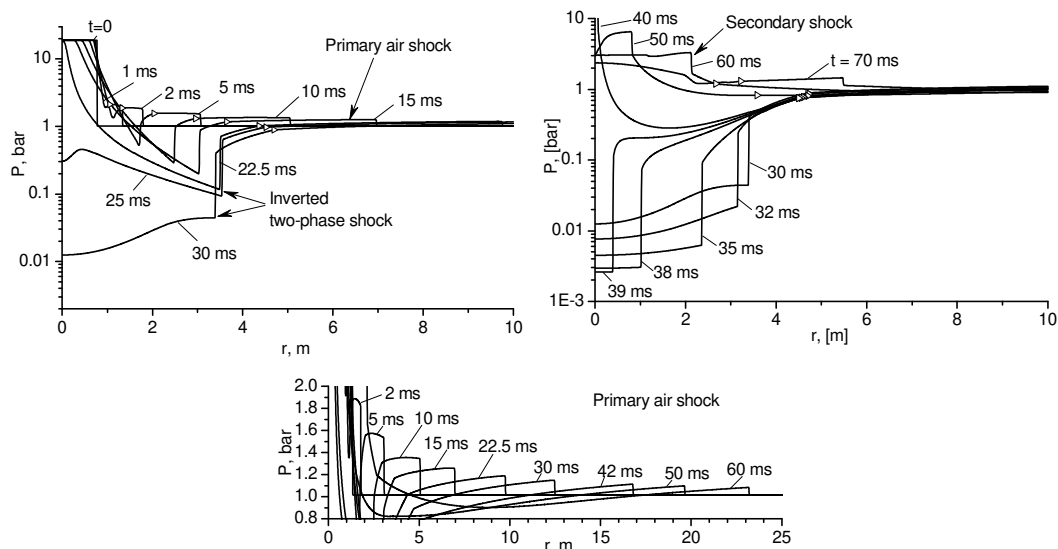 t=0
10
1
0.1
0.01
P, bar
1 ms
2 ms
5 ms
Primary air shock
10 ms
15 ms
22.5 ms
25 ms
Inverted
two-phase shock
30 ms
0 2 4 6 8 10
r, m
10
1
0.1
0.01
1E-3
P, [bar]
40 ms
50 ms
Secondary shock
60 ms
t = 70 ms
30 ms
32 ms
35 ms
38 ms
39 ms
0 2 4 6 8 10
r, [m]
2.0
1.8
1.6
1.4
1.2
1.0
0.8
P, bar
2 ms
Primary air shock
5 ms
10 ms
15 ms
22.5 ms
30 ms
42 ms
50 ms
60 ms
0 5 10 15 20 25
r, m